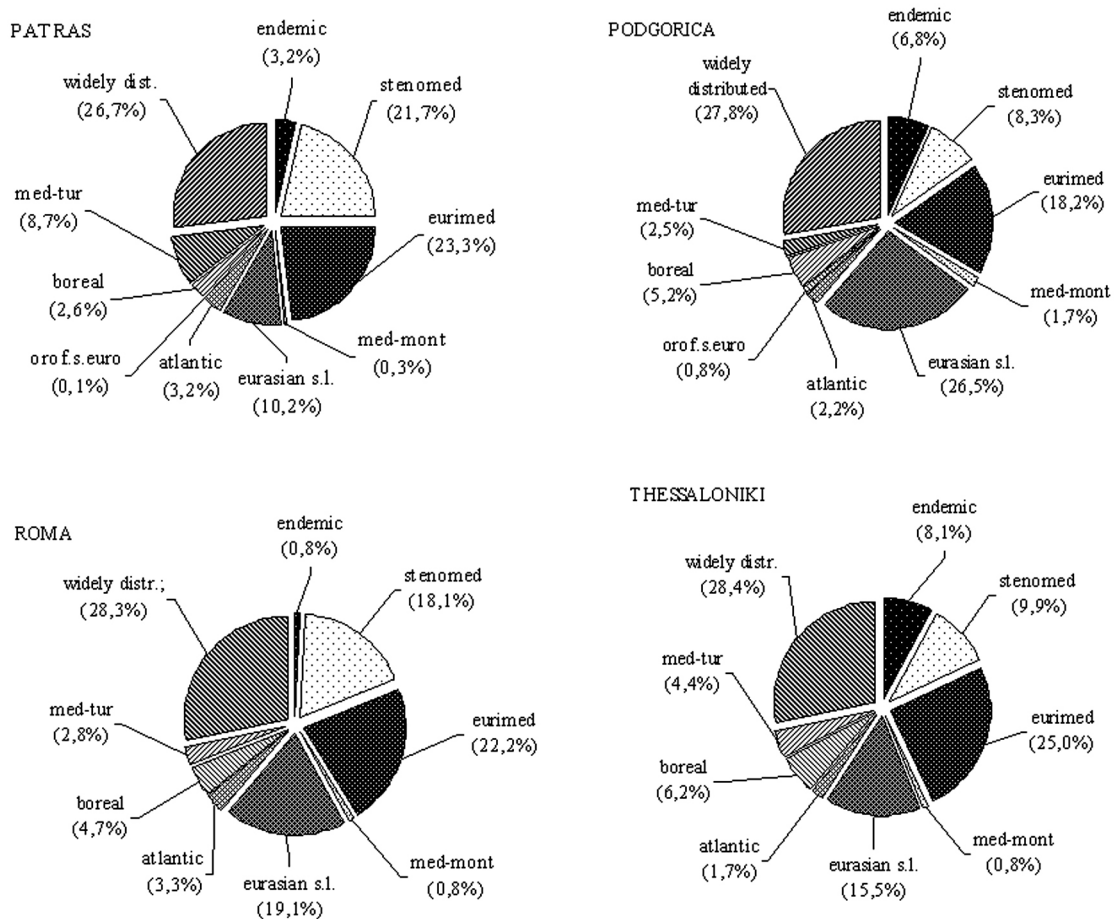 PATRAS
endemic
(3,2%)
stenomed
(21,7%)
eurimed
(23,3%)
med-mont
(0,3%)
eurasian s.l.
(10,2%)
atlantic
(3,2%)
orof.s.euro
(0,1%)
boreal
(2,6%)
med-tur
(8,7%)
widely dist.
(26,7%)
PODGORICA
endemic
(6,8%)
stenomed
(8,3%)
eurimed
(18,2%)
med-mont
(1,7%)
eurasian s.l.
(26,5%)
atlantic
(2,2%)
orof.s.euro
(0,8%)
boreal
(5,2%)
med-tur
(2,5%)
widely
distributed
(27,8%)
ROMA
endemic
(0,8%)
stenomed
(18,1%)
eurimed
(22,2%)
med-mont
(0,8%)
eurasian s.l.
(19,1%)
atlantic
(3,3%)
boreal
(4,7%)
med-tur
(2,8%)
widely distr.;
(28,3%)
THESSALONIKI
endemic
(8,1%)
stenomed
(9,9%)
eurimed
(25,0%)
med-mont
(0,8%)
eurasian s.l.
(15,5%)
atlantic
(1,7%)
boreal
(6,2%)
med-tur
(4,4%)
widely distr.
(28,4%)